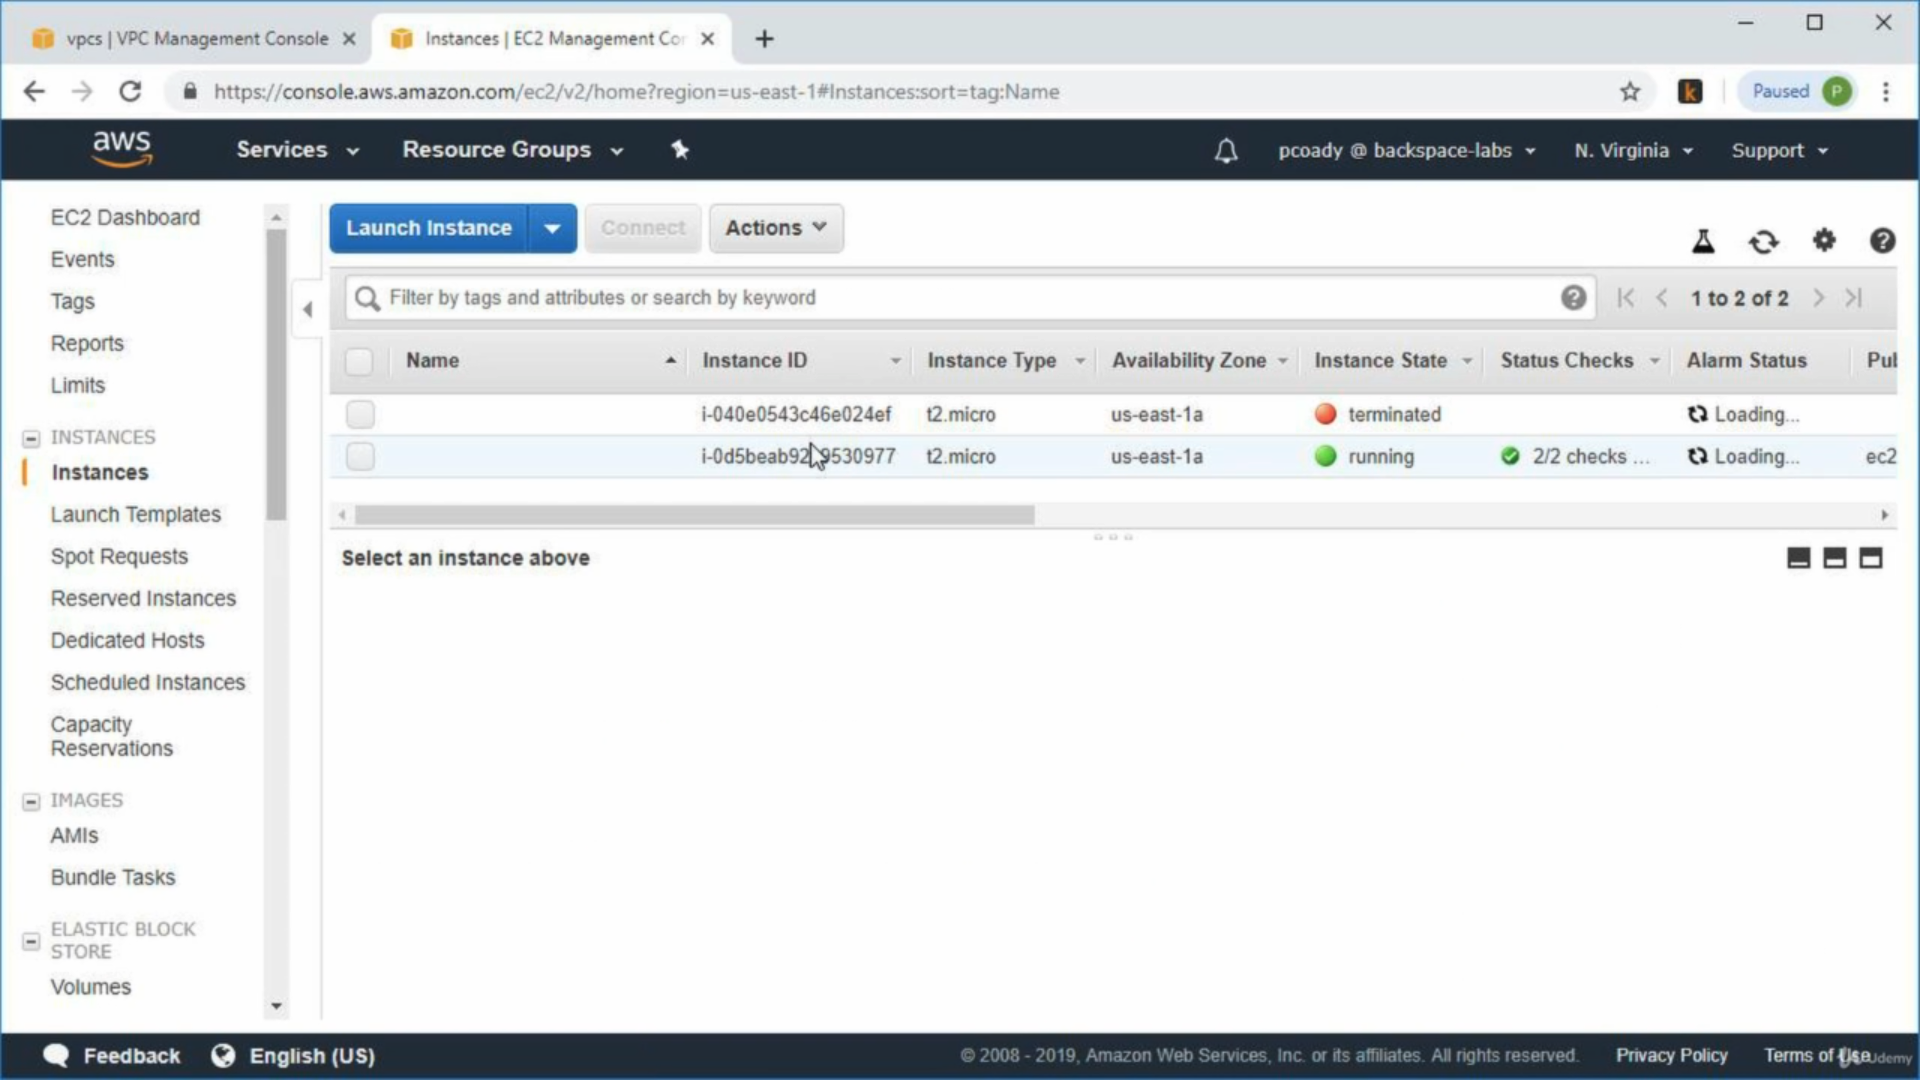 vpcs | VPC Management Console
Instances | EC2 Management Cor
https://console.aws.amazon.com/ec2/v2/home?region=us-east-1#Instances:sort=tag:Name
k
Paused P
aws
Services
Resource Groups
pcoady @ backspace-labs
N. Virginia
Support
EC2 Dashboard
Events
Tags
Reports
Limits
INSTANCES
Instances
Launch Templates
Spot Requests
Reserved Instances
Dedicated Hosts
Scheduled Instances
Capacity
Reservations
IMAGES
AMIs
Bundle Tasks
ELASTIC BLOCK
STORE
Volumes
Launch Instance
Connect
Actions
Filter by tags and attributes or search by keyword
1 to 2 of 2
Name Instance ID Instance Type Availability Zone Instance State Status Checks Alarm Status Pub
i-040e0543c46e024ef t2.micro us-east-1a terminated Loading...
t2.micro us-east-1a running 2/2 checks ... Loading... ec2
Select an instance above
Feedback
English (US)
© 2008 - 2019, Amazon Web Services, Inc. or its affiliates. All rights reserved.
Privacy Policy
Terms of Use
Udemy